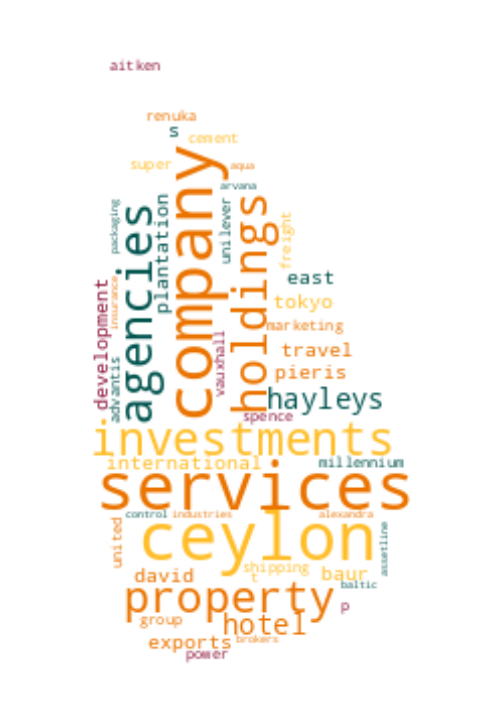 aitken
renuka
s
cement
super
aqua
arvana
packaging
agencies
plantation
company
unilever
holdings
freight
east
tokyo
development
insurance
marketing
advantis
vauxhall
travel
pieris
hayleys
spence
investments
international
millennium
services
control
industries
alexandra
united
ceylon
assetline
shipping
david
t
baur
baltic
property
p
group
hotel
exports
brokers
power